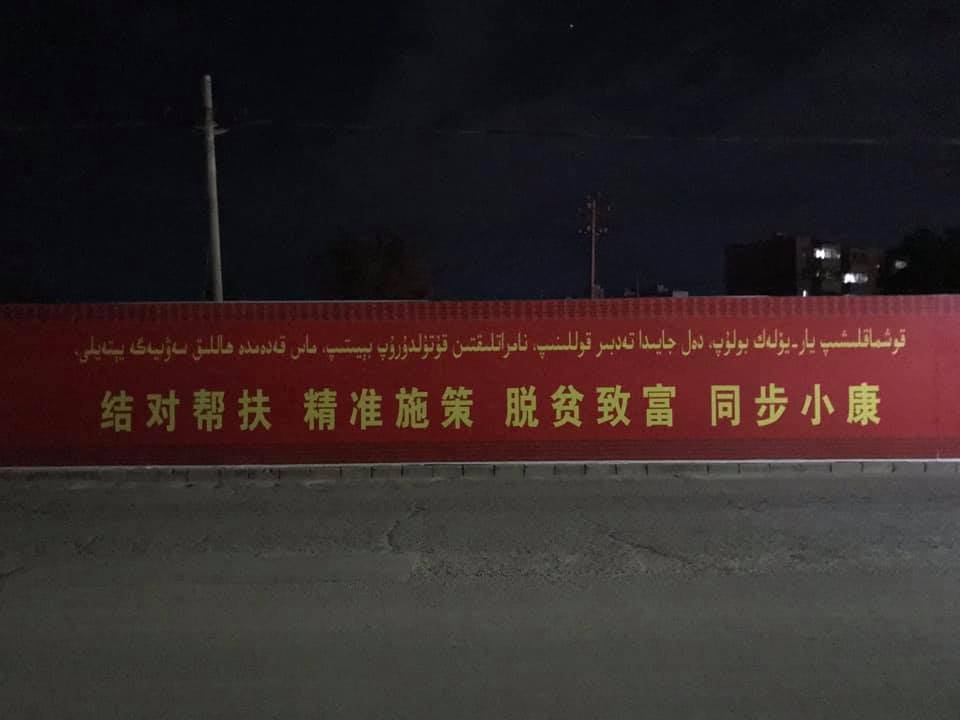 قوشماقلىشىپ يار-يۆلەك بولۇپ، دەل جايىدا تەدبىر قوللىنىپ، نامراتلىقتىن قۇتۇلدۇرۇپ بېيىتىپ، ماس قەدەمدە ھاللىق سەۋىيەگە يېتەيلى.
结对帮扶 精准施策 脱贫致富 同步小康